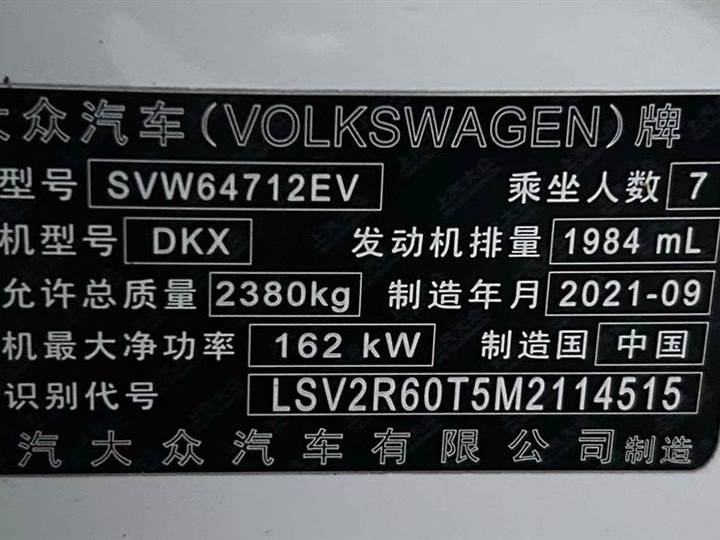 大众汽车(VOLKSWAGEN)牌
型号 SVW64712EV 乘坐人数 7
机型号 DKX 发动机排量 1984 mL
允许总质量 2380kg 制造年月 2021-09
机最大净功率 162 kW 制造国 中国
识别代号 LSV2R60T5M2114515
汽大众汽车有限公司制造